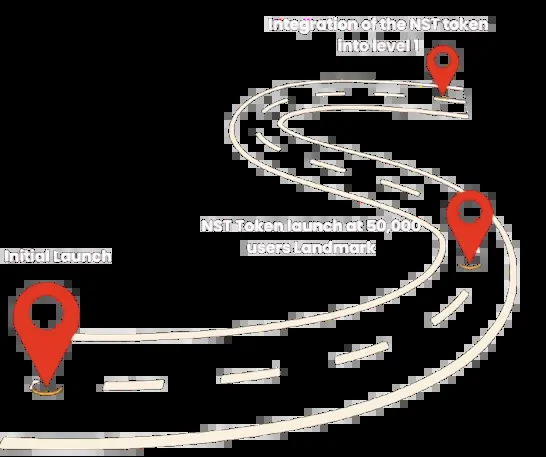 Integration of the NST token
into level 1
NST Token launch at 50,000
users Landmark
Initial Launch